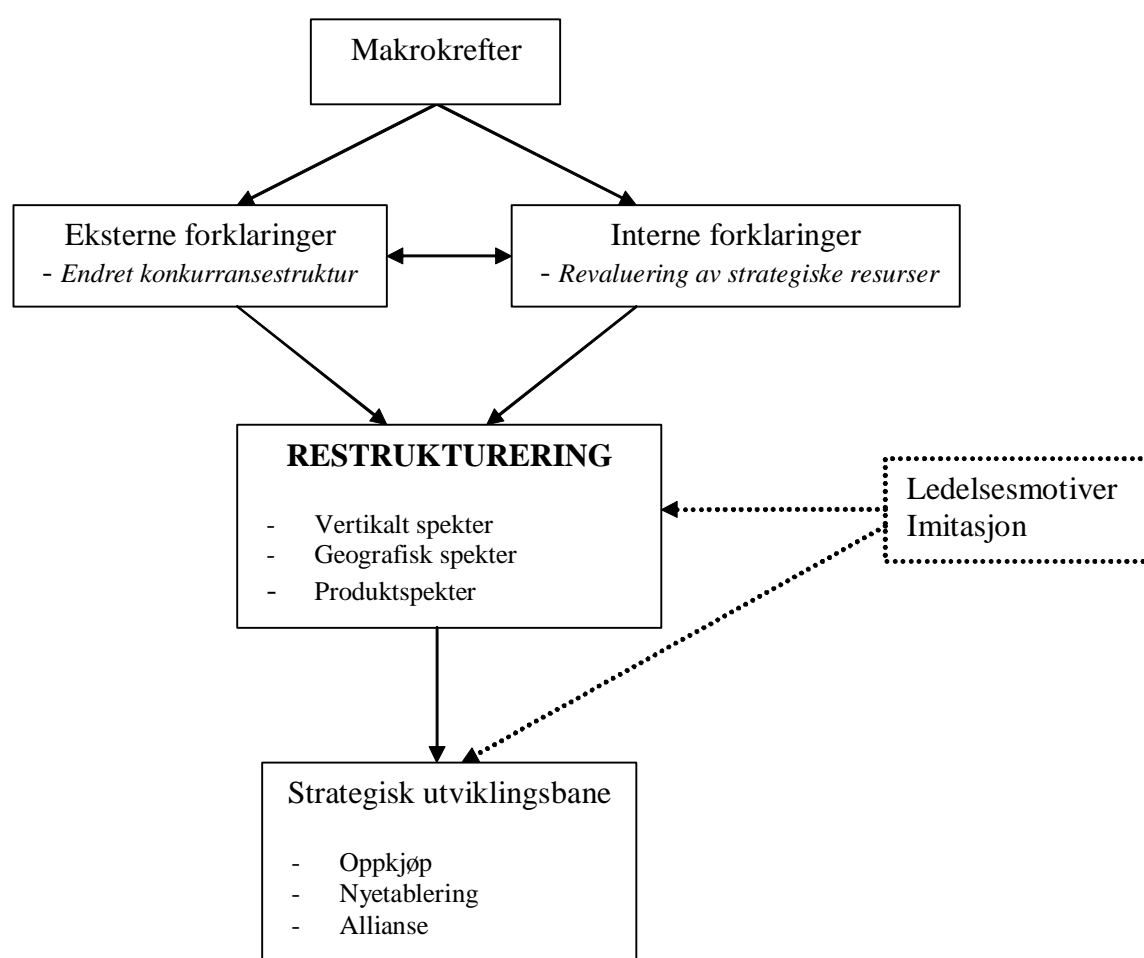 Makrokrefter
Eksterne forklaringer
- Endret konkurransestruktur
Interne forklaringer
- Revaluering av strategiske resurser
RESTRUKTURERING
- Vertikalt spekter
- Geografisk spekter
- Produktspekter
Ledelsesmotiver
Imitasjon
Strategisk utviklingsbane
- Oppkjøp
- Nyetablering
- Allianse